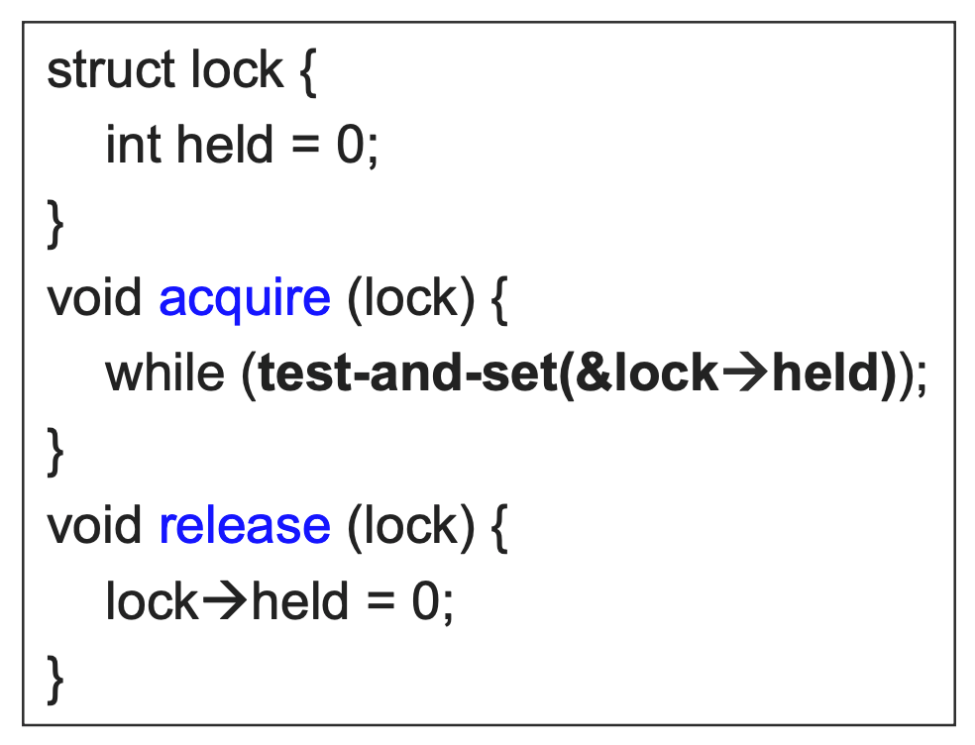 struct lock {
int held = 0;
}
void acquire (lock) {
while (test-and-set(&lock→held));
}
void release (lock) {
lock→held = 0;
}